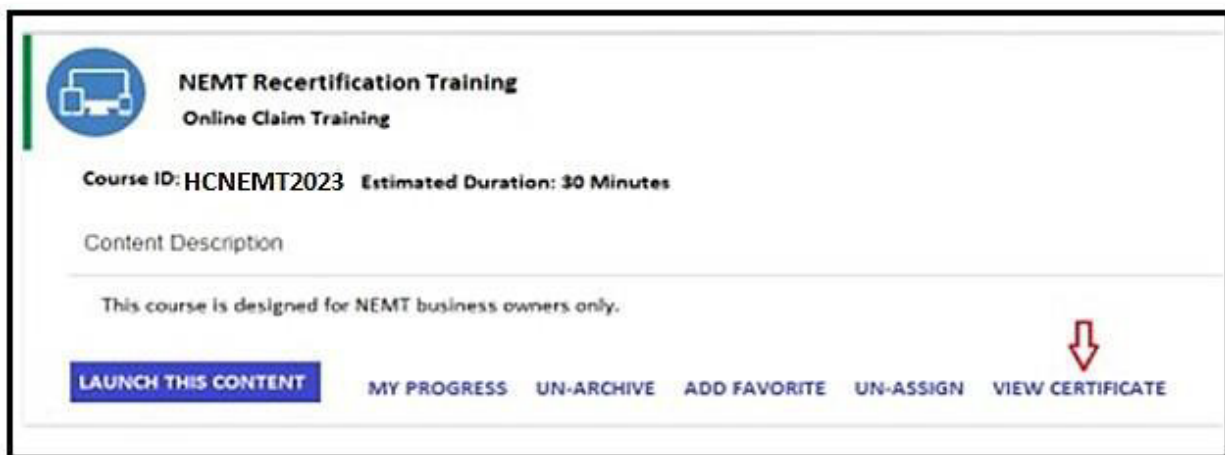 NEMT Recertification Training
Online Claim Training
Course ID: HCNEMT2023 Estimated Duration: 30 Minutes
Content Description
This course is designed for NEMT business owners only.
LAUNCH THIS CONTENT MY PROGRESS UN-ARCHIVE ADD FAVORITE UN-ASSIGN VIEW CERTIFICATE